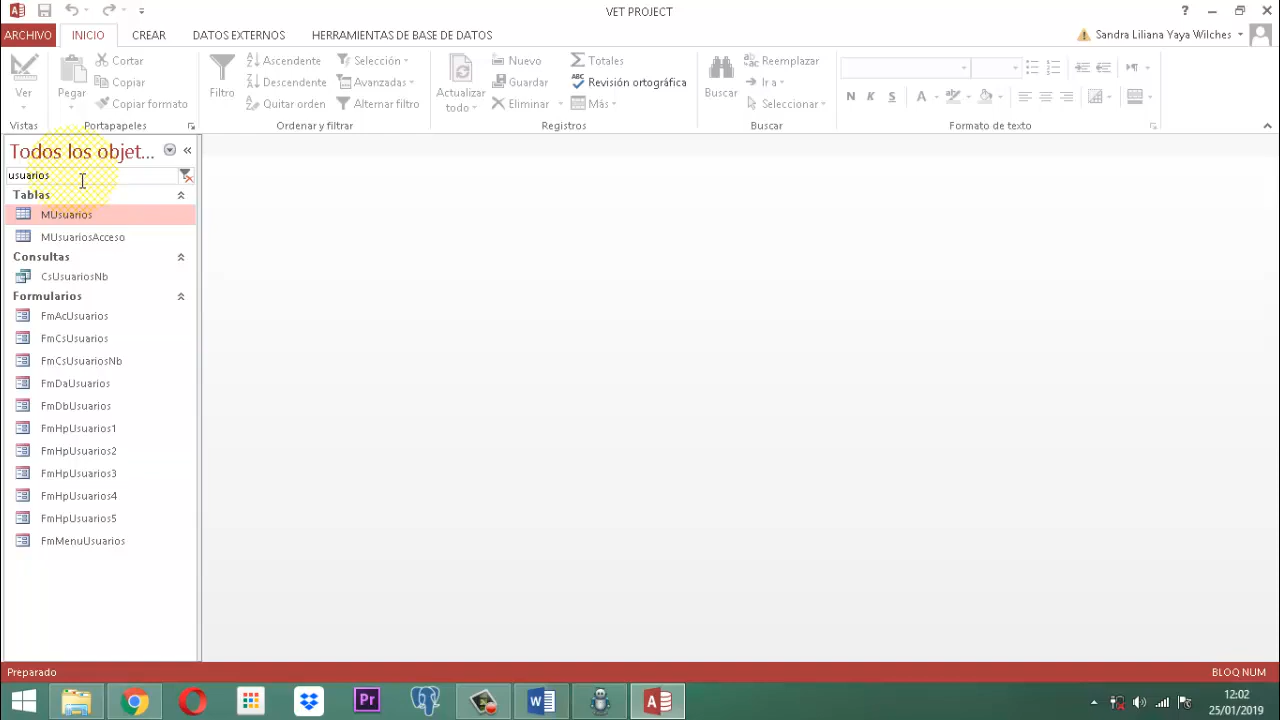 VET PROJECT
ARCHIVO INICIO CREAR DATOS EXTERNOS HERRAMIENTAS DE BASE DE DATOS
Sandra Liliana Yaya Wilches
Ver
Vistas
Pegar
Cortar
Copiar
Copiar formato
Portapapeles
Filtro
Ascendente
Descendente
Quitar orden
Selección
Avanzadas
Alternar filtro
Ordenar y filtrar
Actualizar
todo
Nuevo
Guardar
Eliminar
Totales
Revisión ortográfica
Más
Registros
Buscar
Reemplazar
Ir a
Seleccionar
Buscar
N K S A
Formato de texto
Todos los objet...
usuarios
Tablas
MUsuarios
MUsuariosAcceso
Consultas
CsUsuariosNb
Formularios
FmAcUsuarios
FmCsUsuarios
FmCsUsuariosNb
FmDaUsuarios
FmDbUsuarios
FmHpUsuarios1
FmHpUsuarios2
FmHpUsuarios3
FmHpUsuarios4
FmHpUsuarios5
FmMenuUsuarios
Preparado
BLOQ NUM
12:02
25/01/2019